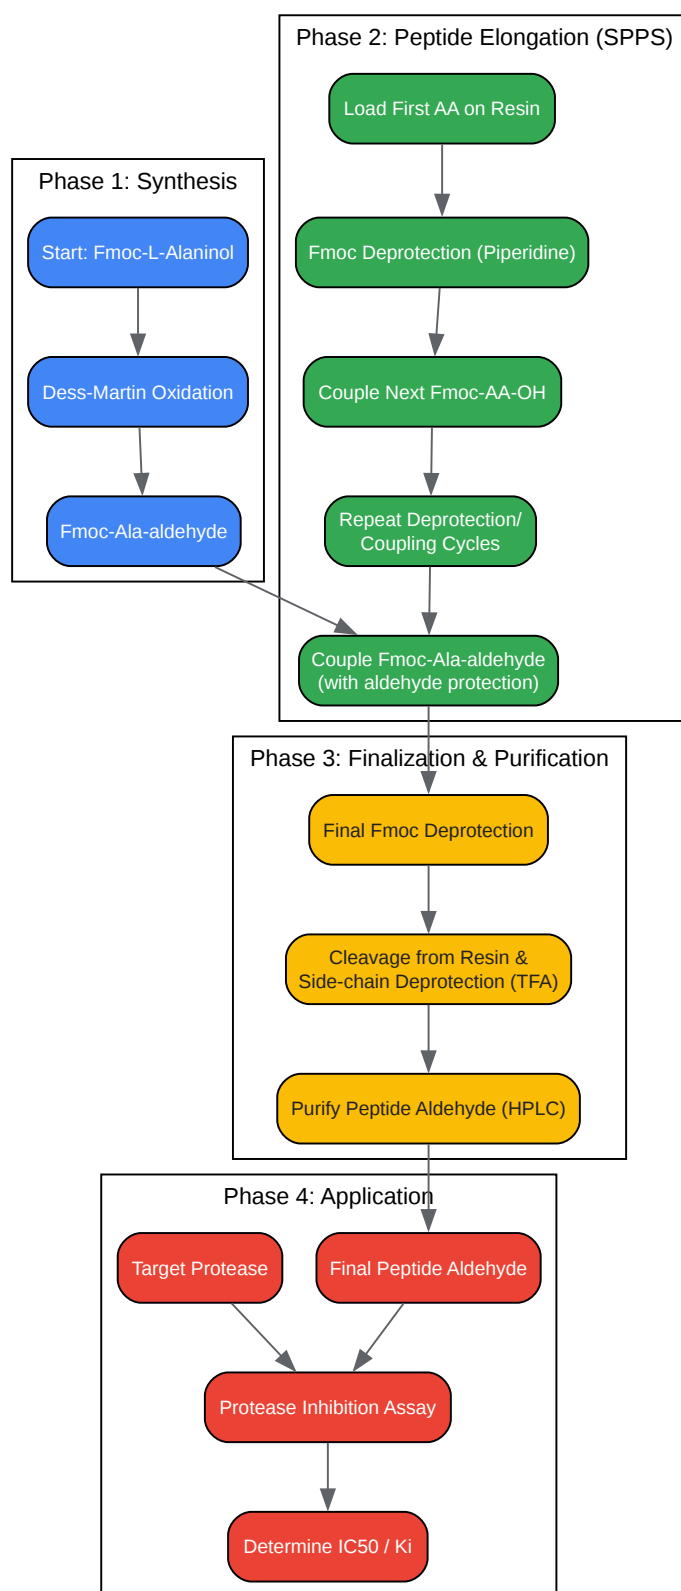 Phase 1: Synthesis
Start: Fmoc-L-Alaninol
Dess-Martin Oxidation
Fmoc-Ala-aldehyde
Phase 2: Peptide Elongation (SPPS)
Load First AA on Resin
Fmoc Deprotection (Piperidine)
Couple Next Fmoc-AA-OH
Repeat Deprotection/
Coupling Cycles
Couple Fmoc-Ala-aldehyde
(with aldehyde protection)
Phase 3: Finalization & Purification
Final Fmoc Deprotection
Cleavage from Resin &
Side-chain Deprotection (TFA)
Purify Peptide Aldehyde (HPLC)
Phase 4: Application
Target Protease
Final Peptide Aldehyde
Protease Inhibition Assay
Determine IC50 / Ki